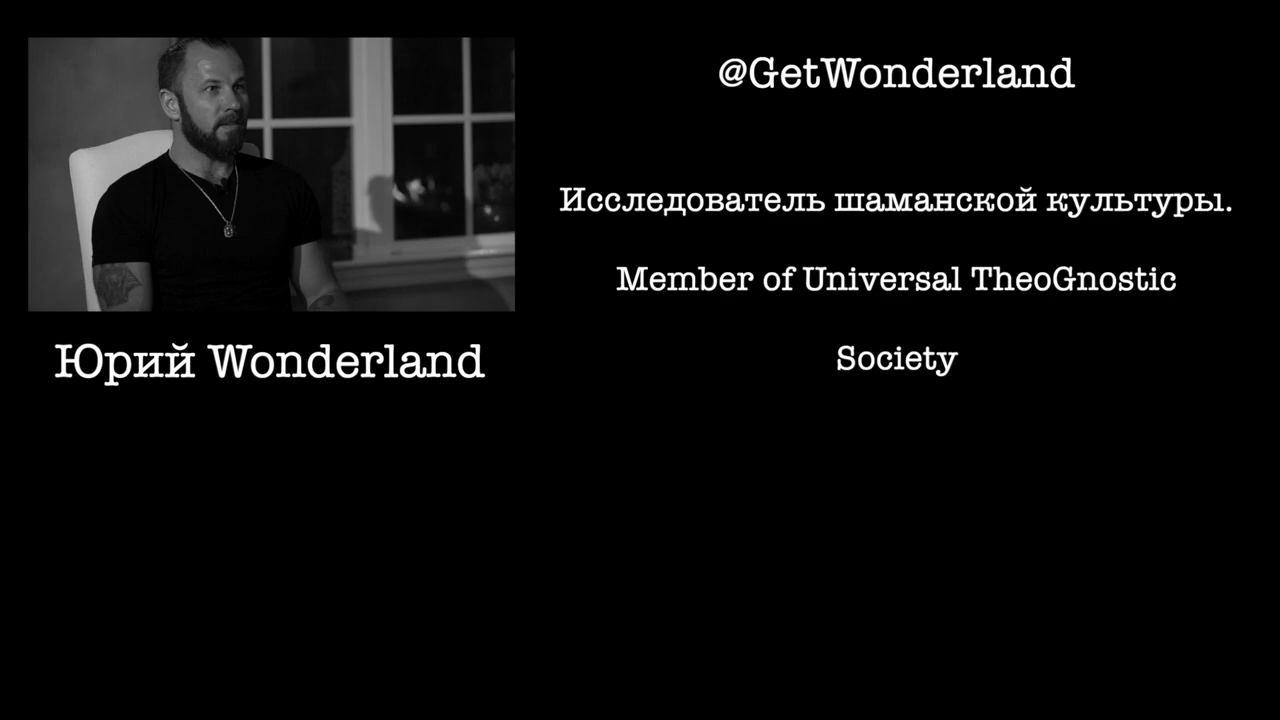 @GetWonderland
Исследователь шаманской культуры.
Member of Universal TheoGnostic
Society
Юрий Wonderland